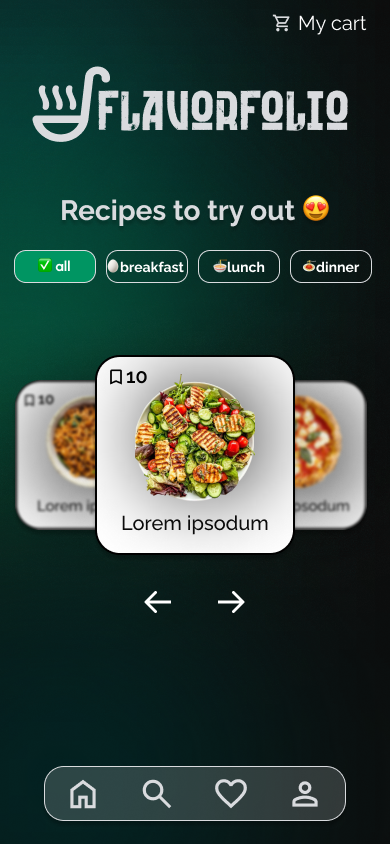 My cart
FLAVORFOLIO
Recipes to try out 😍
✅ all
🥚breakfast
🍜lunch
🍝dinner
10
10
Lorem ip
Lorem ipsodum
psodum